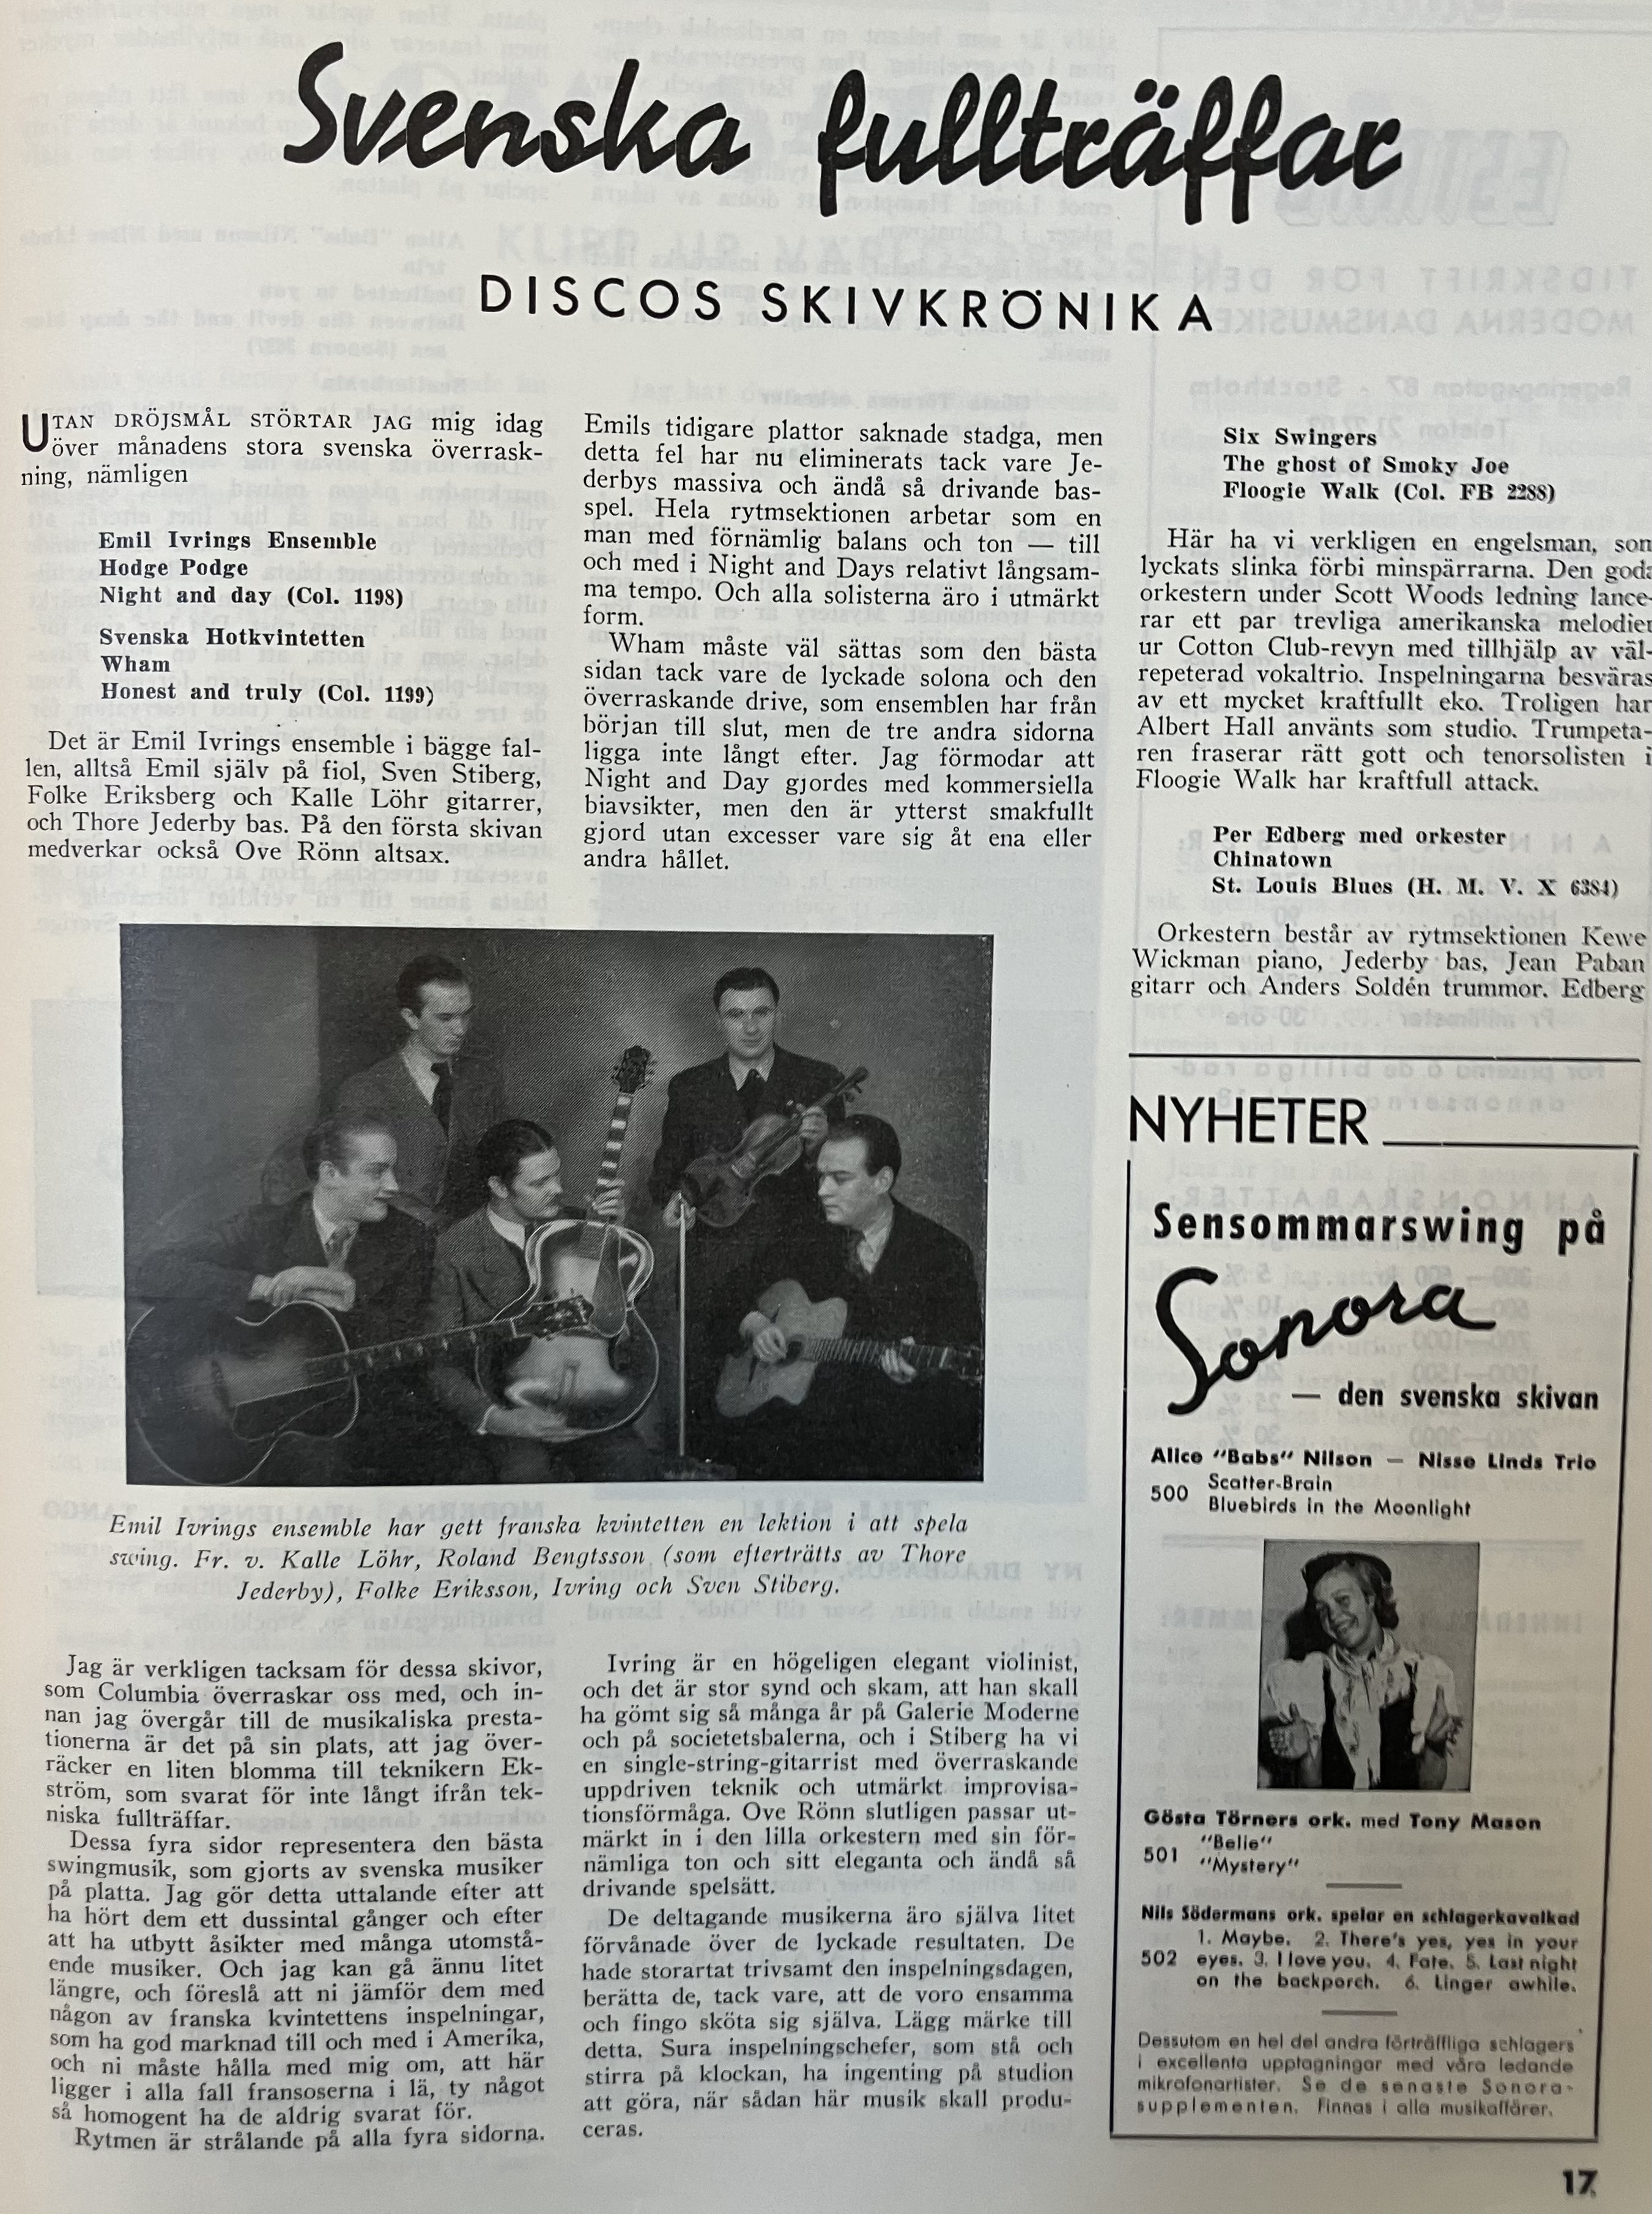 Svenska fullträffar
DISCOS SKIVKRÖNIKA
UTAN DRÖJSMÅL STÖRTAR JAG mig idag
över månadens stora svenska överrask-
ning, nämligen
Emil Ivrings Ensemble
Hodge Podge
Night and day (Col. 1198)
Svenska Hotkvintetten
Wham
Honest and truly (Col. 1199)
Det är Emil Ivrings ensemble i bägge fal-
len, alltså Emil själv på fiol, Sven Stiberg,
Folke Eriksberg och Kalle Löhr gitarrer,
och Thore Jederby bas. På den första skivan
medverkar också Ove Rönn altsax.
Emil Ivrings ensemble har gett franska kvintetten en lektion i att spela
swing. Fr. v. Kalle Löhr, Roland Bengtsson (som efterträtts av Thore
Jederby), Folke Eriksson, Ivring och Sven Stiberg.
Jag är verkligen tacksam för dessa skivor,
som Columbia överraskar oss med, och in-
nan jag övergår till de musikaliska presta-
tionerna är det på sin plats, att jag över-
räcker en liten blomma till teknikern Ek-
ström, som svarat för inte långt ifrån tek-
niska fullträffar.
Dessa fyra sidor representera den bästa
swingmusik, som gjorts av svenska musiker
på platta. Jag gör detta uttalande efter att
ha hört dem ett dussintal gånger och efter
att ha utbytt åsikter med många utomstå-
ende musiker. Och jag kan gå ännu litet
längre, och föreslå att ni jämför dem med
någon av franska kvintettens inspelningar,
som ha god marknad till och med i Amerika,
och ni måste hålla med mig om, att här
ligger i alla fall fransoserna i lä, ty något
så homogent ha de aldrig svarat för.
Rytmen är strålande på alla fyra sidorna.
Emils tidigare plattor saknade stadga, men
detta fel har nu eliminerats tack vare Je-
derbys massiva och ändå så drivande bas-
spel. Hela rytmsektionen arbetar som en
man med förnämlig balans och ton — till
och med i Night and Days relativt långsam-
ma tempo. Och alla solisterna äro i utmärkt
form.
Wham måste väl sättas som den bästa
sidan tack vare de lyckade solona och den
överraskande drive, som ensemblen har från
början till slut, men de tre andra sidorna
ligga inte långt efter. Jag förmodar att
Night and Day gjordes med kommersiella
biavsikter, men den är ytterst smakfullt
gjord utan excesser vare sig åt ena eller
andra hållet.
Ivring är en högeligen elegant violinist,
och det är stor synd och skam, att han skall
ha gömt sig så många år på Galerie Moderne
och på societetsbalerna, och i Stiberg ha vi
en single-string-gitarrist med överraskande
uppdriven teknik och utmärkt improvisa-
tionsförmåga. Ove Rönn slutligen passar ut-
märkt in i den lilla orkestern med sin för-
nämliga ton och sitt eleganta och ändå så
drivande spelsätt.
De deltagande musikerna äro själva litet
förvånade över de lyckade resultaten. De
hade storartat trivsamt den inspelningsdagen,
berätta de, tack vare, att de voro ensamma
och fingo sköta sig själva. Lägg märke till
detta. Sura inspelningschefer, som stå och
stirra på klockan, ha ingenting på studion
att göra, när sådan här musik skall produ-
ceras.
Six Swingers
The ghost of Smoky Joe
Floogie Walk (Col. FB 2288)
Här ha vi verkligen en engelsman, som
lyckats slinka förbi minspärrarna. Den goda
orkestern under Scott Woods ledning lance-
rar ett par trevliga amerikanska melodier
ur Cotton Club-revyn med tillhjälp av väl-
repeterad vokaltrio. Inspelningarna besväras
av ett mycket kraftfullt eko. Troligen har
Albert Hall använts som studio. Trumpeta-
ren fraserar rätt gott och tenorsolisten i
Floogie Walk har kraftfull attack.
Per Edberg med orkester
Chinatown
St. Louis Blues (H. M. V. X 6384)
Orkestern består av rytmsektionen Kewe
Wickman piano, Jederby bas, Jean Paban
gitarr och Anders Soldén trummor. Edberg
NYHETER
Sensommarswing på
Sonora
— den svenska skivan
Alice "Babs" Nilson — Nisse Linds Trio
500 Scatter-Brain
Bluebirds in the Moonlight
Gösta Törners ork. med Tony Mason
501 "Belie"
"Mystery"
Nils Södermans ork. spelar en schlagerkavalkad
1. Maybe. 2. There's yes, yes in your
502 eyes. 3. I love you. 4. Fate. 5. Last night
on the backporch. 6. Linger awhile.
Dessutom en hel del andra förträffliga schlagers
i excellenta upptagningar med våra ledande
mikrofonartister. Se de senaste Sonora-
supplementen. Finnas i alla musikaffärer.
17